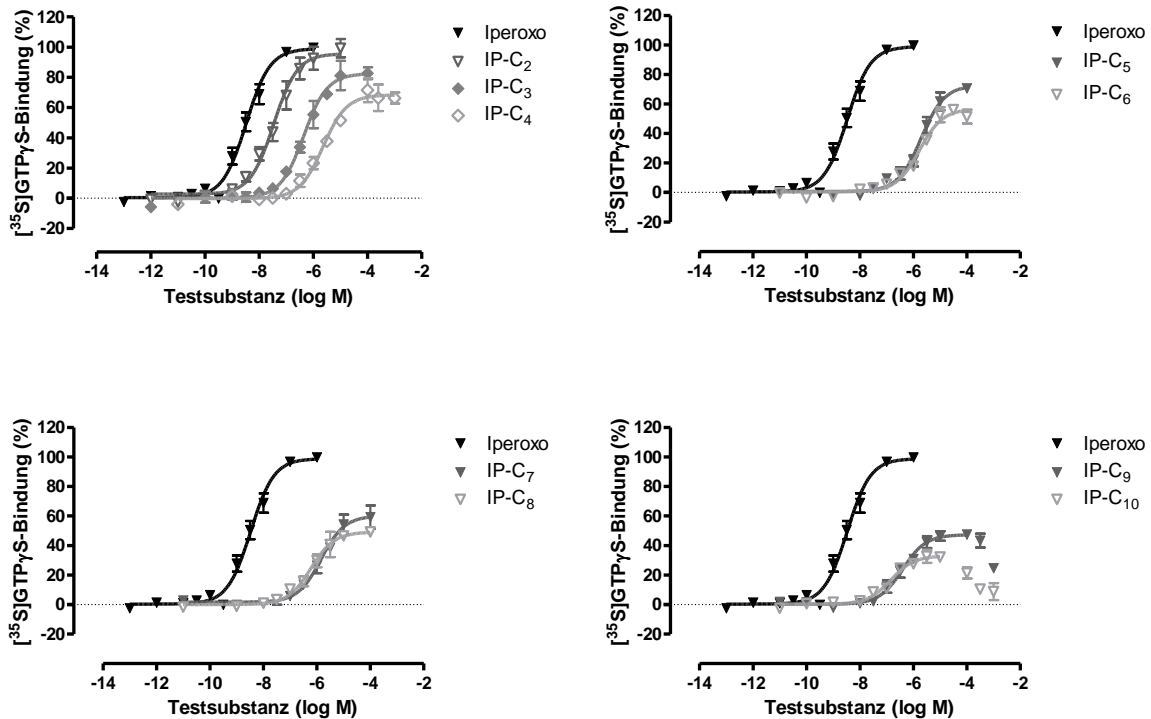 [³⁵S]GTPγS-Bindung (%)
120
100
80
60
40
20
0
-20
-14 -12 -10 -8 -6 -4 -2
Testsubstanz (log M)
Iperoxo
IP-C₂
IP-C₃
IP-C₄
[³⁵S]GTPγS-Bindung (%)
120
100
80
60
40
20
0
-20
-14 -12 -10 -8 -6 -4 -2
Testsubstanz (log M)
Iperoxo
IP-C₅
IP-C₆
[³⁵S]GTPγS-Bindung (%)
120
100
80
60
40
20
0
-20
-14 -12 -10 -8 -6 -4 -2
Testsubstanz (log M)
Iperoxo
IP-C₇
IP-C₈
[³⁵S]GTPγS-Bindung (%)
120
100
80
60
40
20
0
-20
-14 -12 -10 -8 -6 -4 -2
Testsubstanz (log M)
Iperoxo
IP-C₉
IP-C₁₀